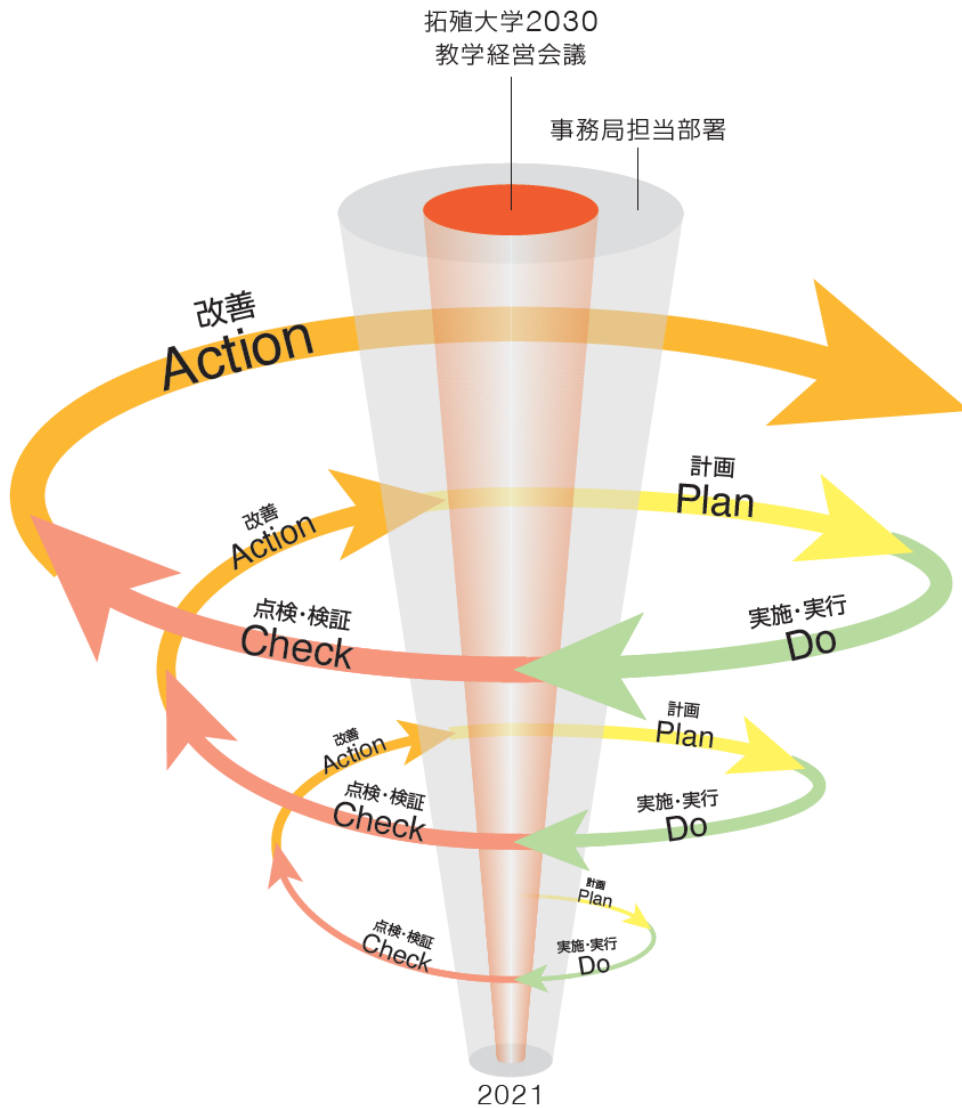 拓殖大学2030
教学経営会議
事務局担当部署
改善
Action
計画
Plan
改善
Action
点検・検証
Check
実施・実行
Do
計画
Plan
改善
Action
点検・検証
Check
実施・実行
Do
計画
Plan
点検・検証
Check
実施・実行
Do
2021